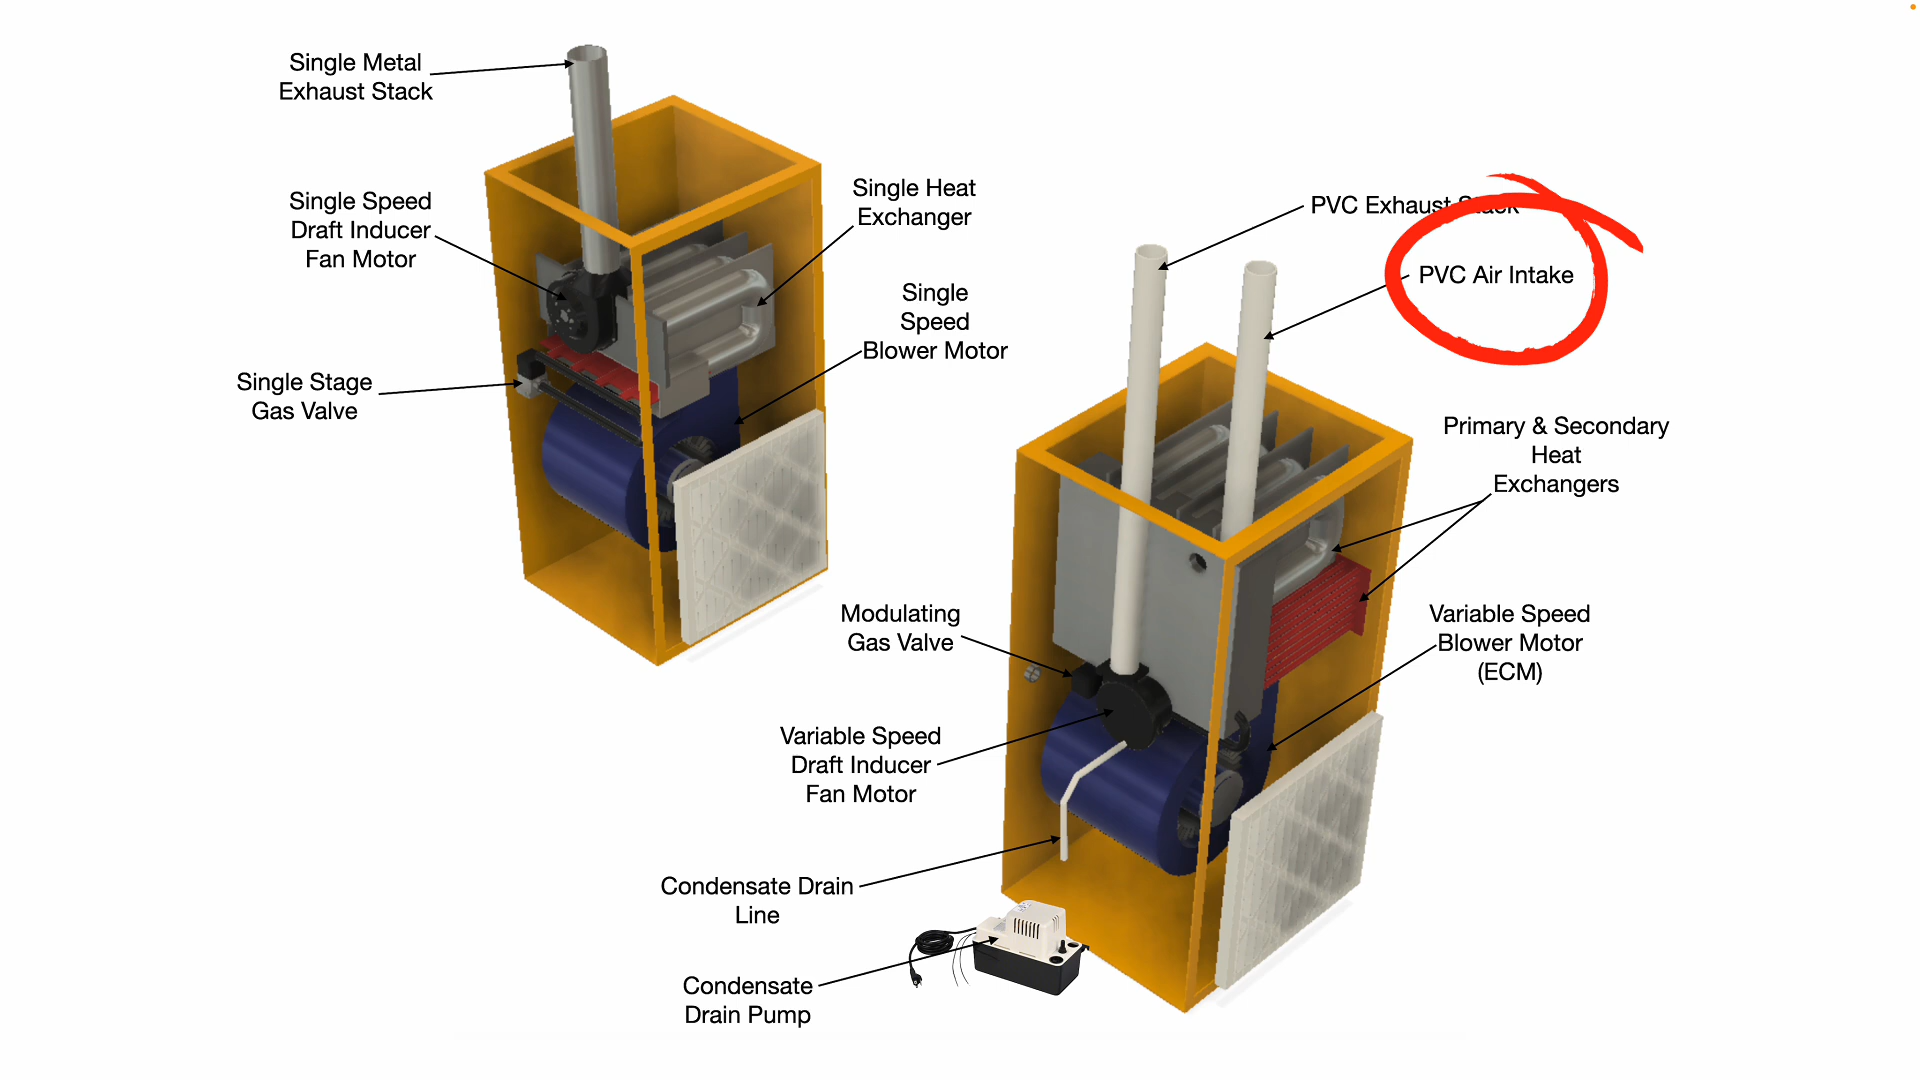 Single Metal
Exhaust Stack
Single Speed
Draft Inducer
Fan Motor
Single Stage
Gas Valve
Single Heat
Exchanger
Single
Speed
Blower Motor
PVC Exhaust Stack
PVC Air Intake
Primary & Secondary
Heat
Exchangers
Variable Speed
Blower Motor
(ECM)
Modulating
Gas Valve
Variable Speed
Draft Inducer
Fan Motor
Condensate Drain
Line
Condensate
Drain Pump